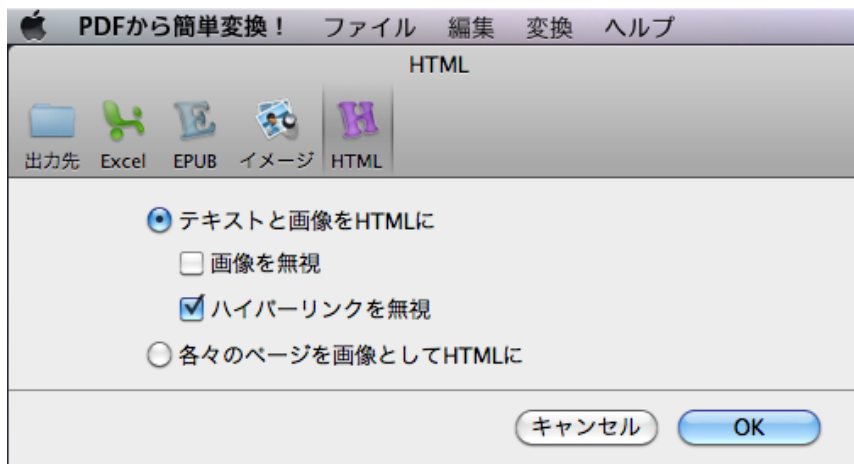 PDFから簡単変換！ ファイル 編集 変換 ヘルプ
HTML
出力先 Excel EPUB イメージ HTML
テキストと画像をHTMLに
画像を無視
ハイパーリンクを無視
各々のページを画像としてHTMLに
キャンセル OK